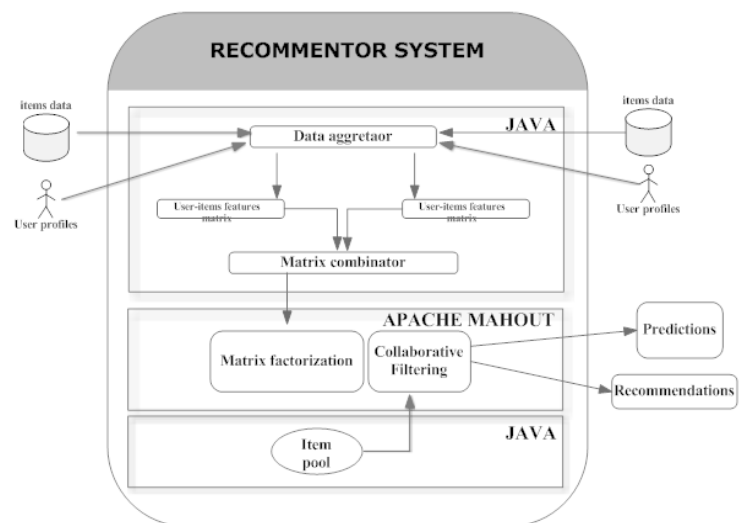 RECOMMENTOR SYSTEM
items data
items data
JAVA
Data aggretaor
User profiles
User profiles
User-items features
matrix
User-items features
matrix
Matrix combinator
APACHE MAHOUT
Matrix factorization
Collaborative
Filtering
Predictions
Recommendations
JAVA
Item
pool